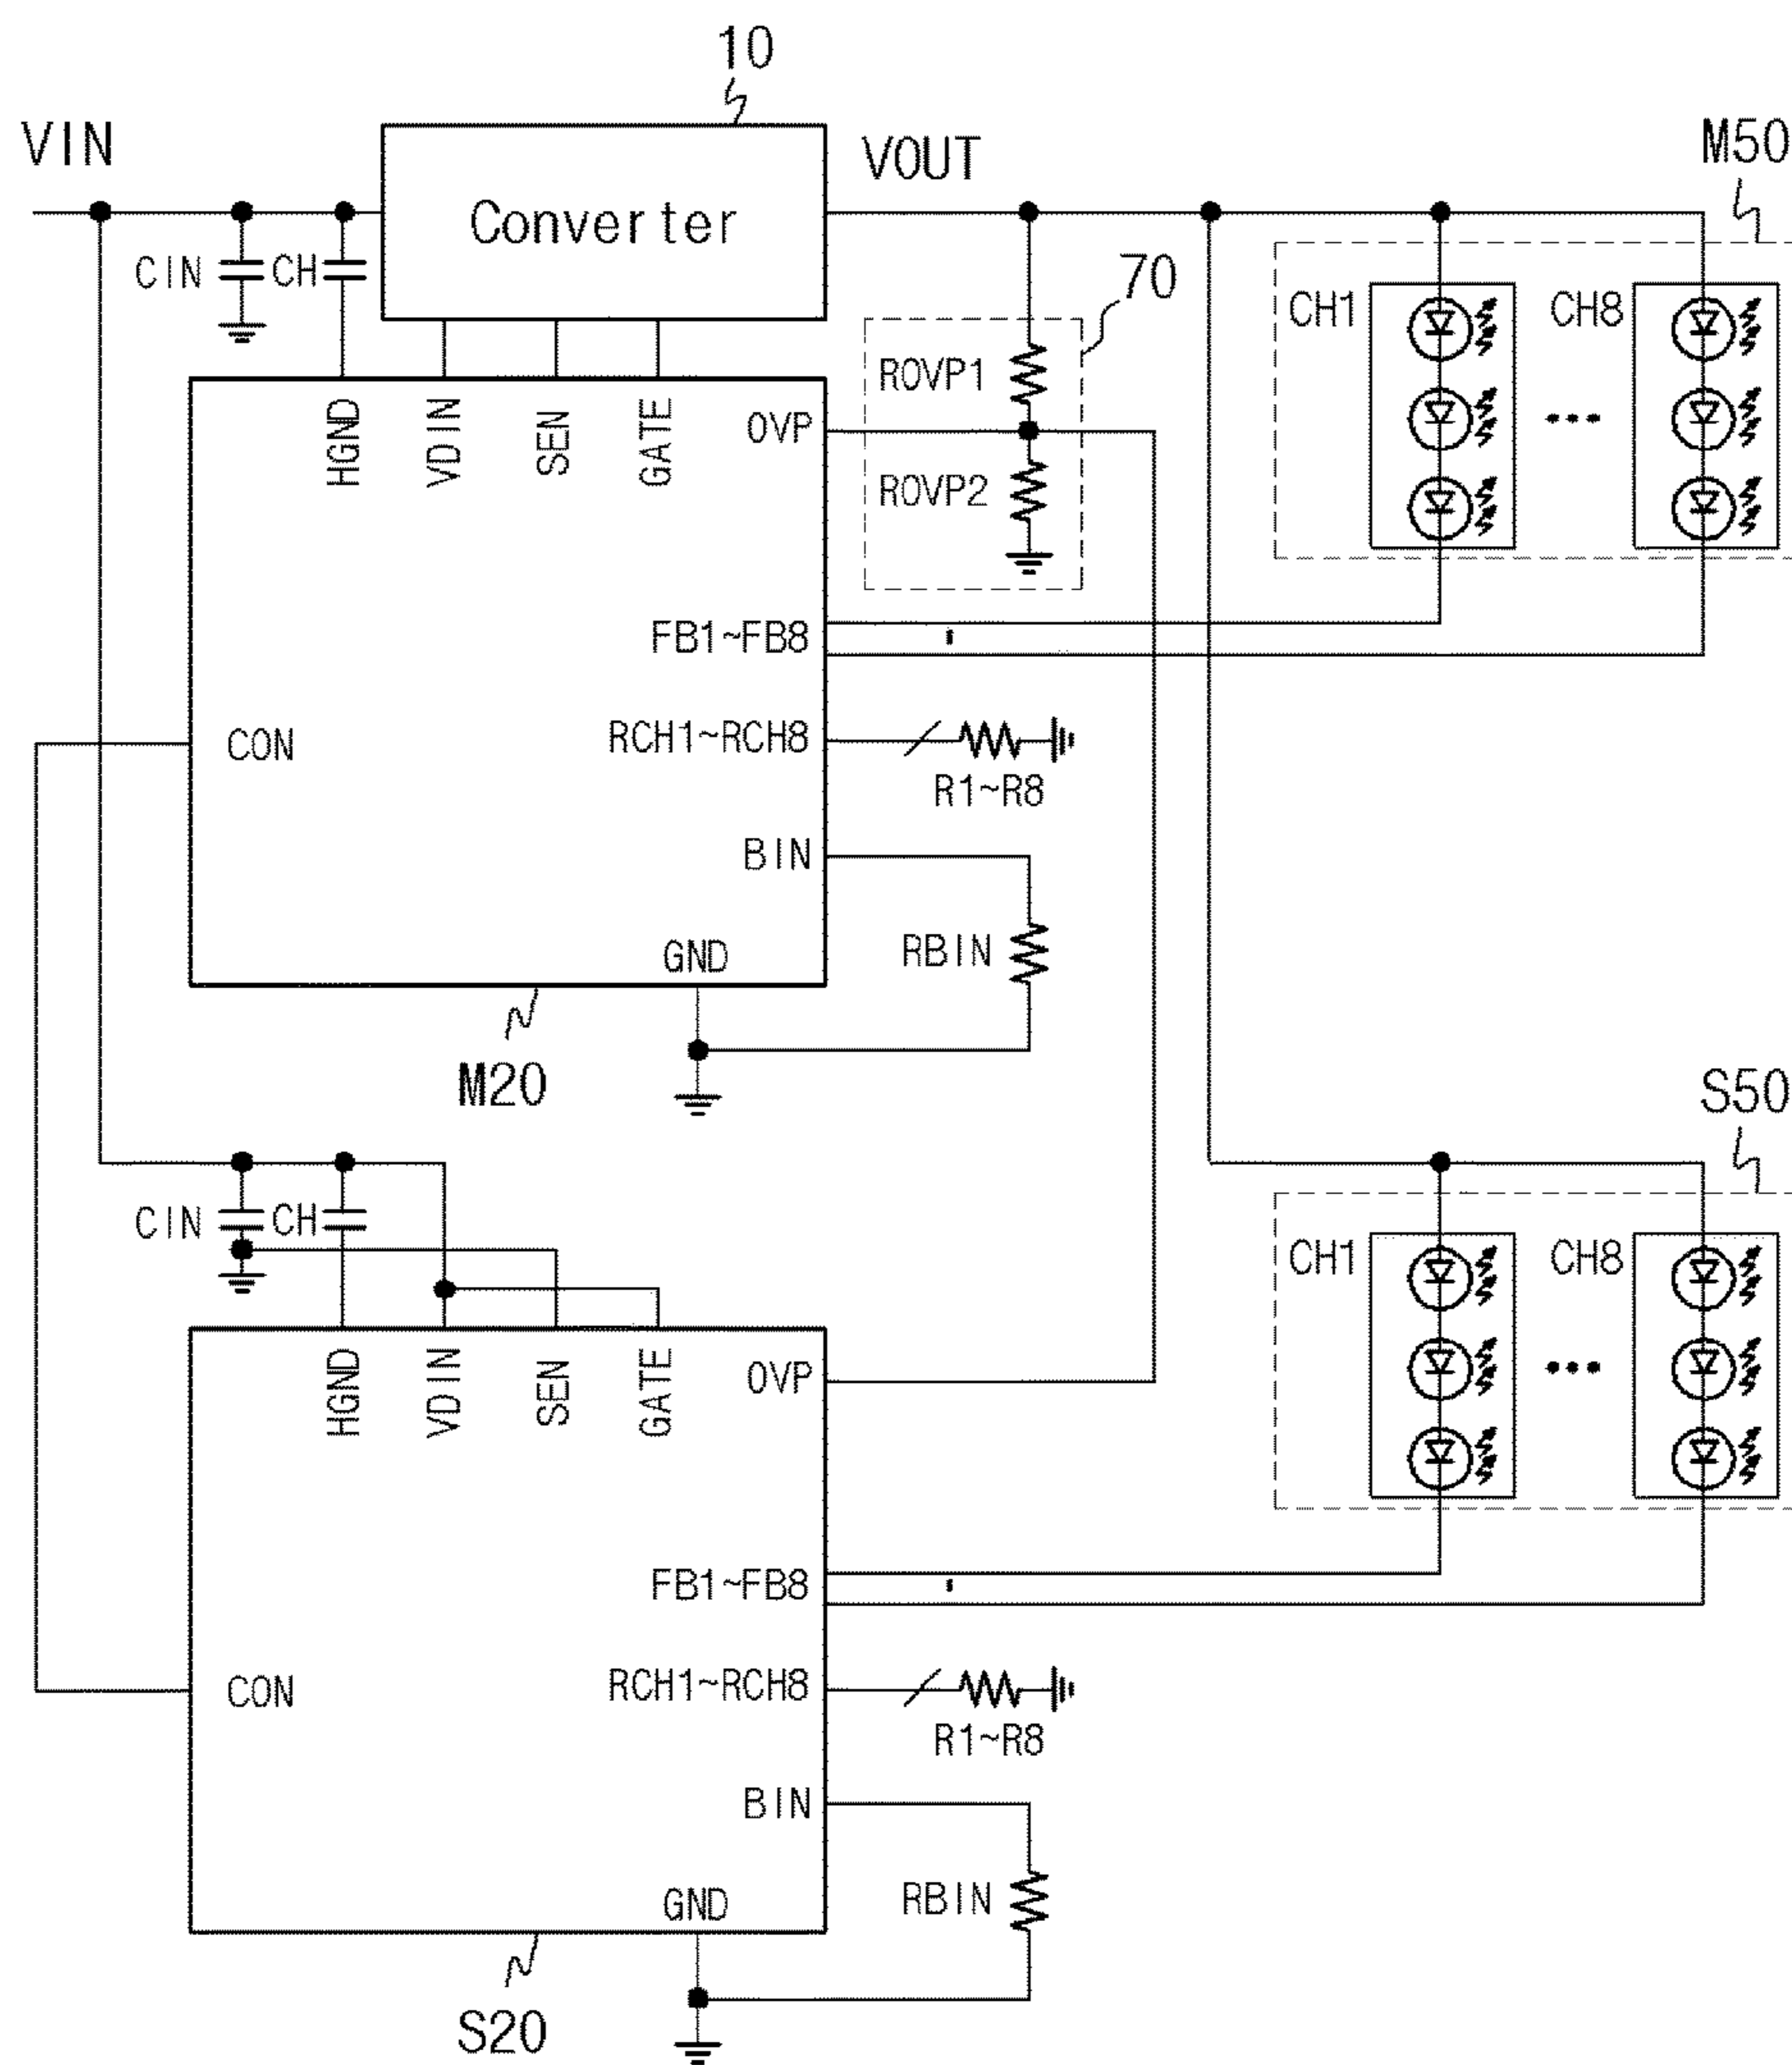 10
VIN
Converter
VOUT
M50
CIN
CH
70
CH1
CH8
ROVP1
HGND
VDIN
SEN
GATE
OVP
ROVP2
FB1~FB8
CON
RCH1~RCH8
R1~R8
BIN
GND
RBIN
M20
S50
CIN
CH
CH1
CH8
HGND
VDIN
SEN
GATE
OVP
FB1~FB8
CON
RCH1~RCH8
R1~R8
BIN
GND
RBIN
S20